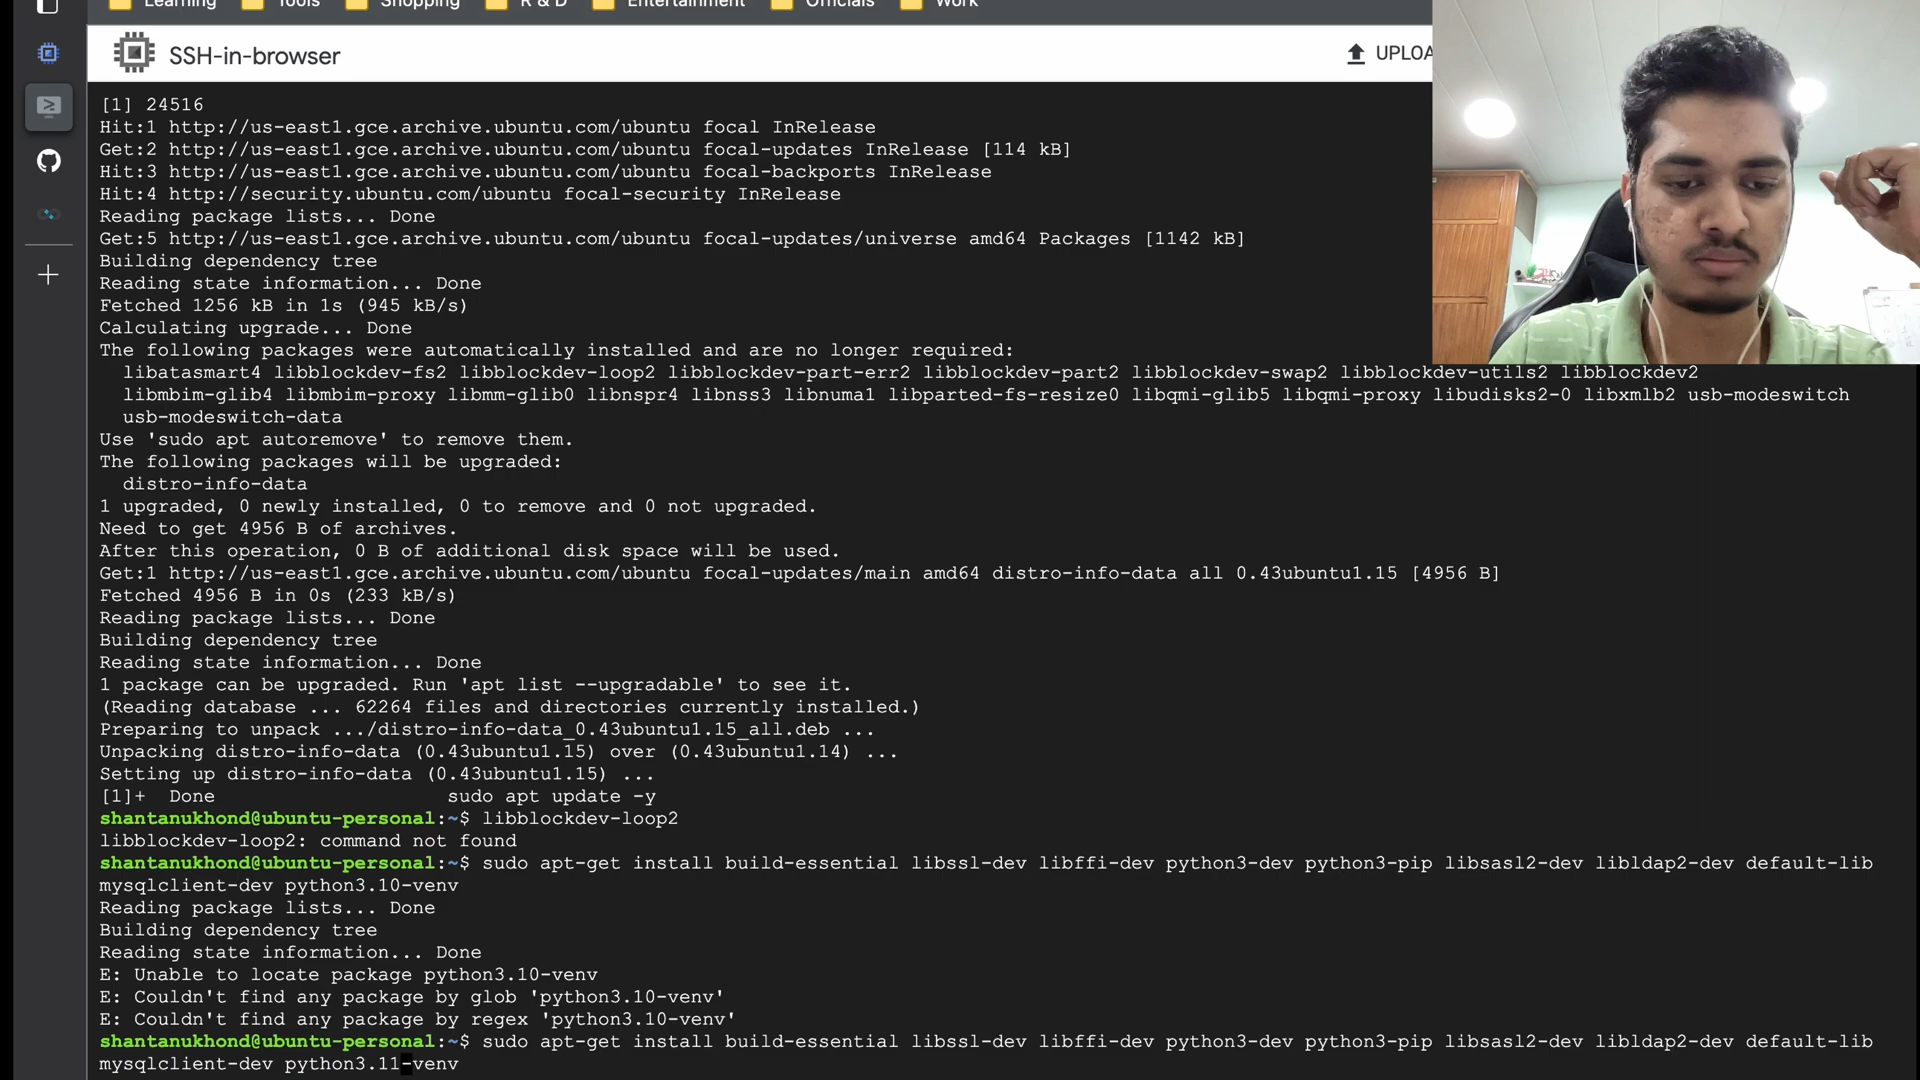 Learning Tools Shopping R & D Entertainment Officials Work
SSH-in-browser
UPLOA
[1] 24516
Hit:1 http://us-east1.gce.archive.ubuntu.com/ubuntu focal InRelease
Get:2 http://us-east1.gce.archive.ubuntu.com/ubuntu focal-updates InRelease [114 kB]
Hit:3 http://us-east1.gce.archive.ubuntu.com/ubuntu focal-backports InRelease
Hit:4 http://security.ubuntu.com/ubuntu focal-security InRelease
Reading package lists... Done
Get:5 http://us-east1.gce.archive.ubuntu.com/ubuntu focal-updates/universe amd64 Packages [1142 kB]
Building dependency tree
Reading state information... Done
Fetched 1256 kB in 1s (945 kB/s)
Calculating upgrade... Done
The following packages were automatically installed and are no longer required:
libatasmart4 libblockdev-fs2 libblockdev-loop2 libblockdev-part-err2 libblockdev-part2 libblockdev-swap2 libblockdev-utils2 libblockdev2
libmbim-glib4 libmbim-proxy libmm-glib0 libnspr4 libnss3 libnuma1 libparted-fs-resize0 libqmi-glib5 libqmi-proxy libudisks2-0 libxmlb2 usb-modeswitch
usb-modeswitch-data
Use 'sudo apt autoremove' to remove them.
The following packages will be upgraded:
distro-info-data
1 upgraded, 0 newly installed, 0 to remove and 0 not upgraded.
Need to get 4956 B of archives.
After this operation, 0 B of additional disk space will be used.
Get:1 http://us-east1.gce.archive.ubuntu.com/ubuntu focal-updates/main amd64 distro-info-data all 0.43ubuntu1.15 [4956 B]
Fetched 4956 B in 0s (233 kB/s)
Reading package lists... Done
Building dependency tree
Reading state information... Done
1 package can be upgraded. Run 'apt list --upgradable' to see it.
(Reading database ... 62264 files and directories currently installed.)
Preparing to unpack .../distro-info-data_0.43ubuntu1.15_all.deb ...
Unpacking distro-info-data (0.43ubuntu1.15) over (0.43ubuntu1.14) ...
Setting up distro-info-data (0.43ubuntu1.15) ...
[1]+  Done                    sudo apt update -y
shantanukhond@ubuntu-personal:~$ libblockdev-loop2
libblockdev-loop2: command not found
shantanukhond@ubuntu-personal:~$ sudo apt-get install build-essential libssl-dev libffi-dev python3-dev python3-pip libsasl2-dev libldap2-dev default-lib
mysqlclient-dev python3.10-venv
Reading package lists... Done
Building dependency tree
Reading state information... Done
E: Unable to locate package python3.10-venv
E: Couldn't find any package by glob 'python3.10-venv'
E: Couldn't find any package by regex 'python3.10-venv'
shantanukhond@ubuntu-personal:~$ sudo apt-get install build-essential libssl-dev libffi-dev python3-dev python3-pip libsasl2-dev libldap2-dev default-lib
mysqlclient-dev python3.11-venv